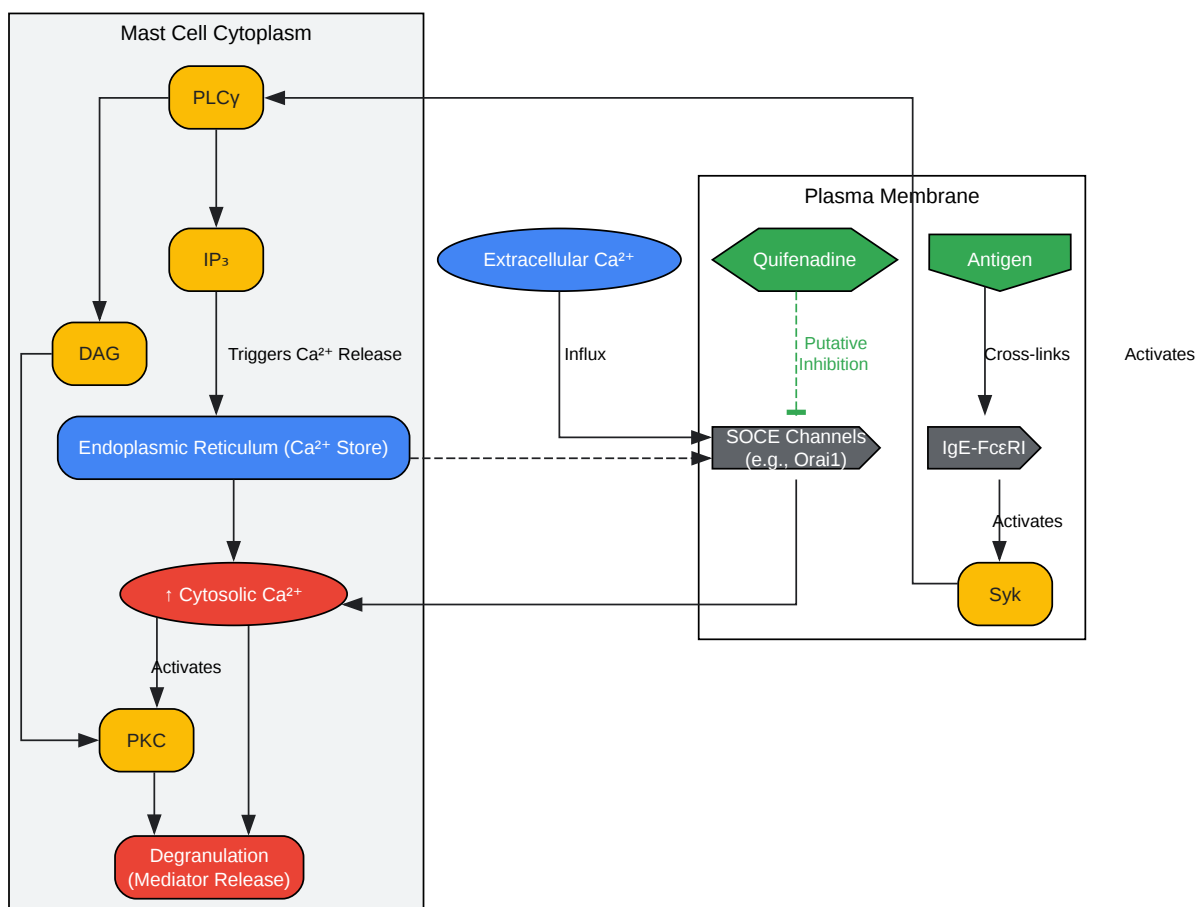 Mast Cell Cytoplasm
PLCγ
Plasma Membrane
IP₃
Extracellular Ca²⁺
Quifenadine
Antigen
DAG
Triggers Ca²⁺ Release
Influx
Putative
Inhibition
Cross-links
Activates
Endoplasmic Reticulum (Ca²⁺ Store)
SOCE Channels
(e.g., Orai1)
IgE-FcεRI
Activates
↑ Cytosolic Ca²⁺
Syk
Activates
PKC
Degranulation
(Mediator Release)